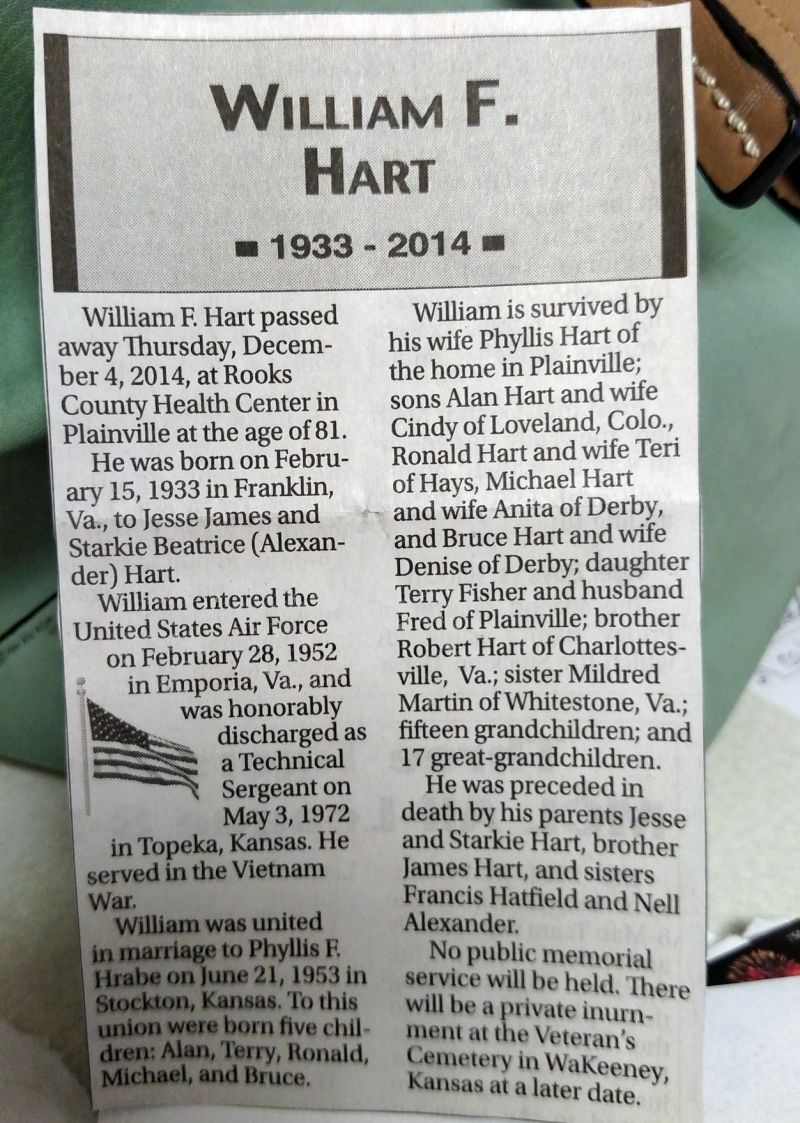 WILLIAM F.
HART
1933 - 2014
William F. Hart passed
away Thursday, Decem-
ber 4, 2014, at Rooks
County Health Center in
Plainville at the age of 81.
He was born on Febru-
ary 15, 1933 in Franklin,
Va., to Jesse James and
Starkie Beatrice (Alexan-
der) Hart.
William entered the
United States Air Force
on February 28, 1952
in Emporia, Va., and
was honorably
discharged as
a Technical
Sergeant on
May 3, 1972
in Topeka, Kansas. He
served in the Vietnam
War.
William was united
in marriage to Phyllis F.
Hrabe on June 21, 1953 in
Stockton, Kansas. To this
union were born five chil-
dren: Alan, Terry, Ronald,
Michael, and Bruce.
William is survived by
his wife Phyllis Hart of
the home in Plainville;
sons Alan Hart and wife
Cindy of Loveland, Colo.,
Ronald Hart and wife Teri
of Hays, Michael Hart
and wife Anita of Derby,
and Bruce Hart and wife
Denise of Derby; daughter
Terry Fisher and husband
Fred of Plainville; brother
Robert Hart of Charlottes-
ville, Va.; sister Mildred
Martin of Whitestone, Va.;
fifteen grandchildren; and
17 great-grandchildren.
He was preceded in
death by his parents Jesse
and Starkie Hart, brother
James Hart, and sisters
Francis Hatfield and Nell
Alexander.
No public memorial
service will be held. There
will be a private inurn-
ment at the Veteran's
Cemetery in WaKeeney,
Kansas at a later date.